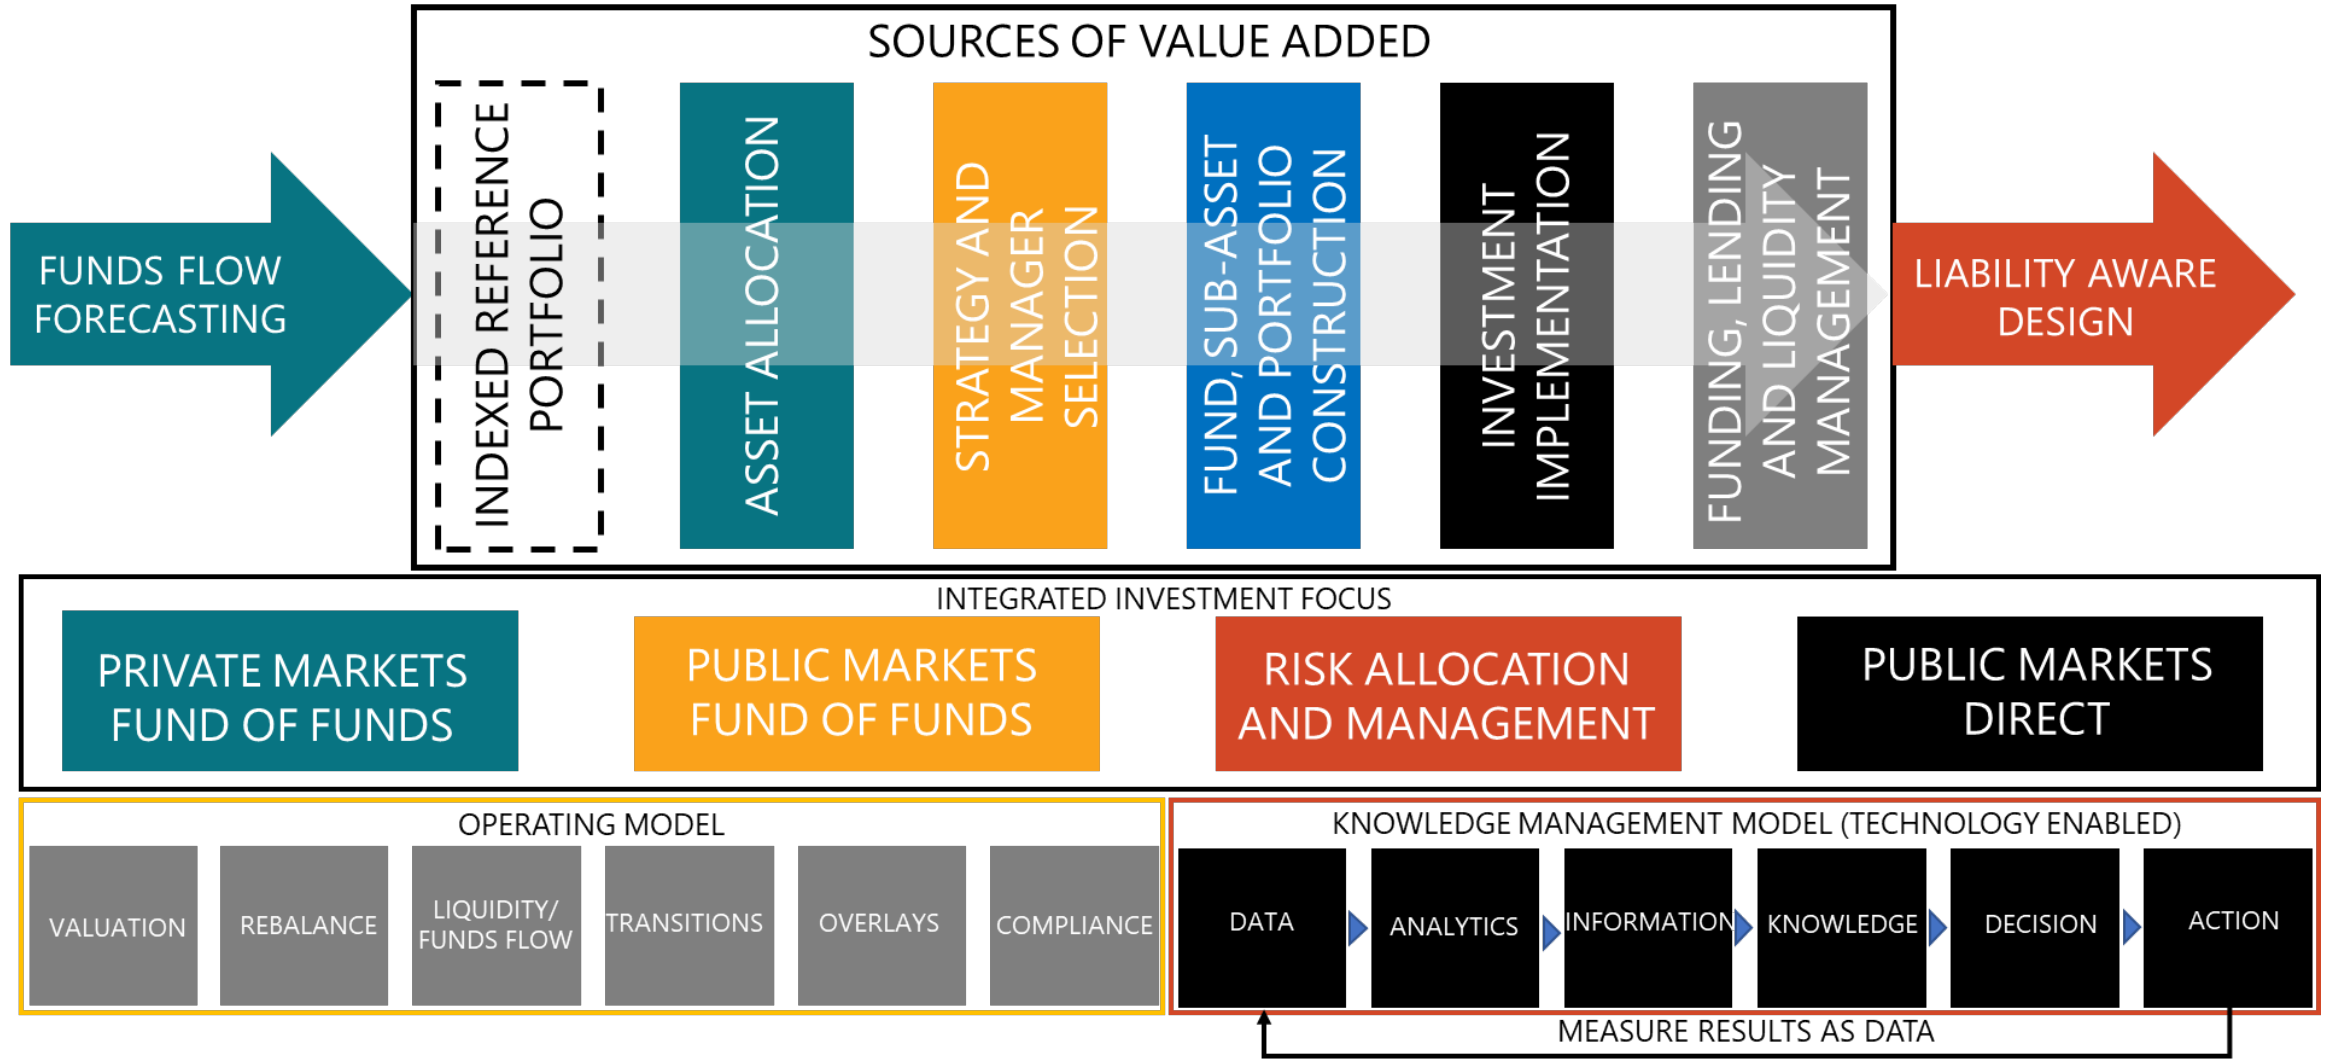 SOURCES OF VALUE ADDED
FUNDS FLOW
FORECASTING
INDEXED REFERENCE
PORTFOLIO
ASSET ALLOCATION
STRATEGY AND
MANAGER
SELECTION
FUND, SUB-ASSET
AND PORTFOLIO
CONSTRUCTION
INVESTMENT
IMPLEMENTATION
FUNDING, LENDING
AND LIQUIDITY
MANAGEMENT
LIABILITY AWARE
DESIGN
INTEGRATED INVESTMENT FOCUS
PRIVATE MARKETS
FUND OF FUNDS
PUBLIC MARKETS
FUND OF FUNDS
RISK ALLOCATION
AND MANAGEMENT
PUBLIC MARKETS
DIRECT
OPERATING MODEL
VALUATION
REBALANCE
LIQUIDITY/
FUNDS FLOW
TRANSITIONS
OVERLAYS
COMPLIANCE
KNOWLEDGE MANAGEMENT MODEL (TECHNOLOGY ENABLED)
DATA
ANALYTICS
INFORMATION
KNOWLEDGE
DECISION
ACTION
MEASURE RESULTS AS DATA